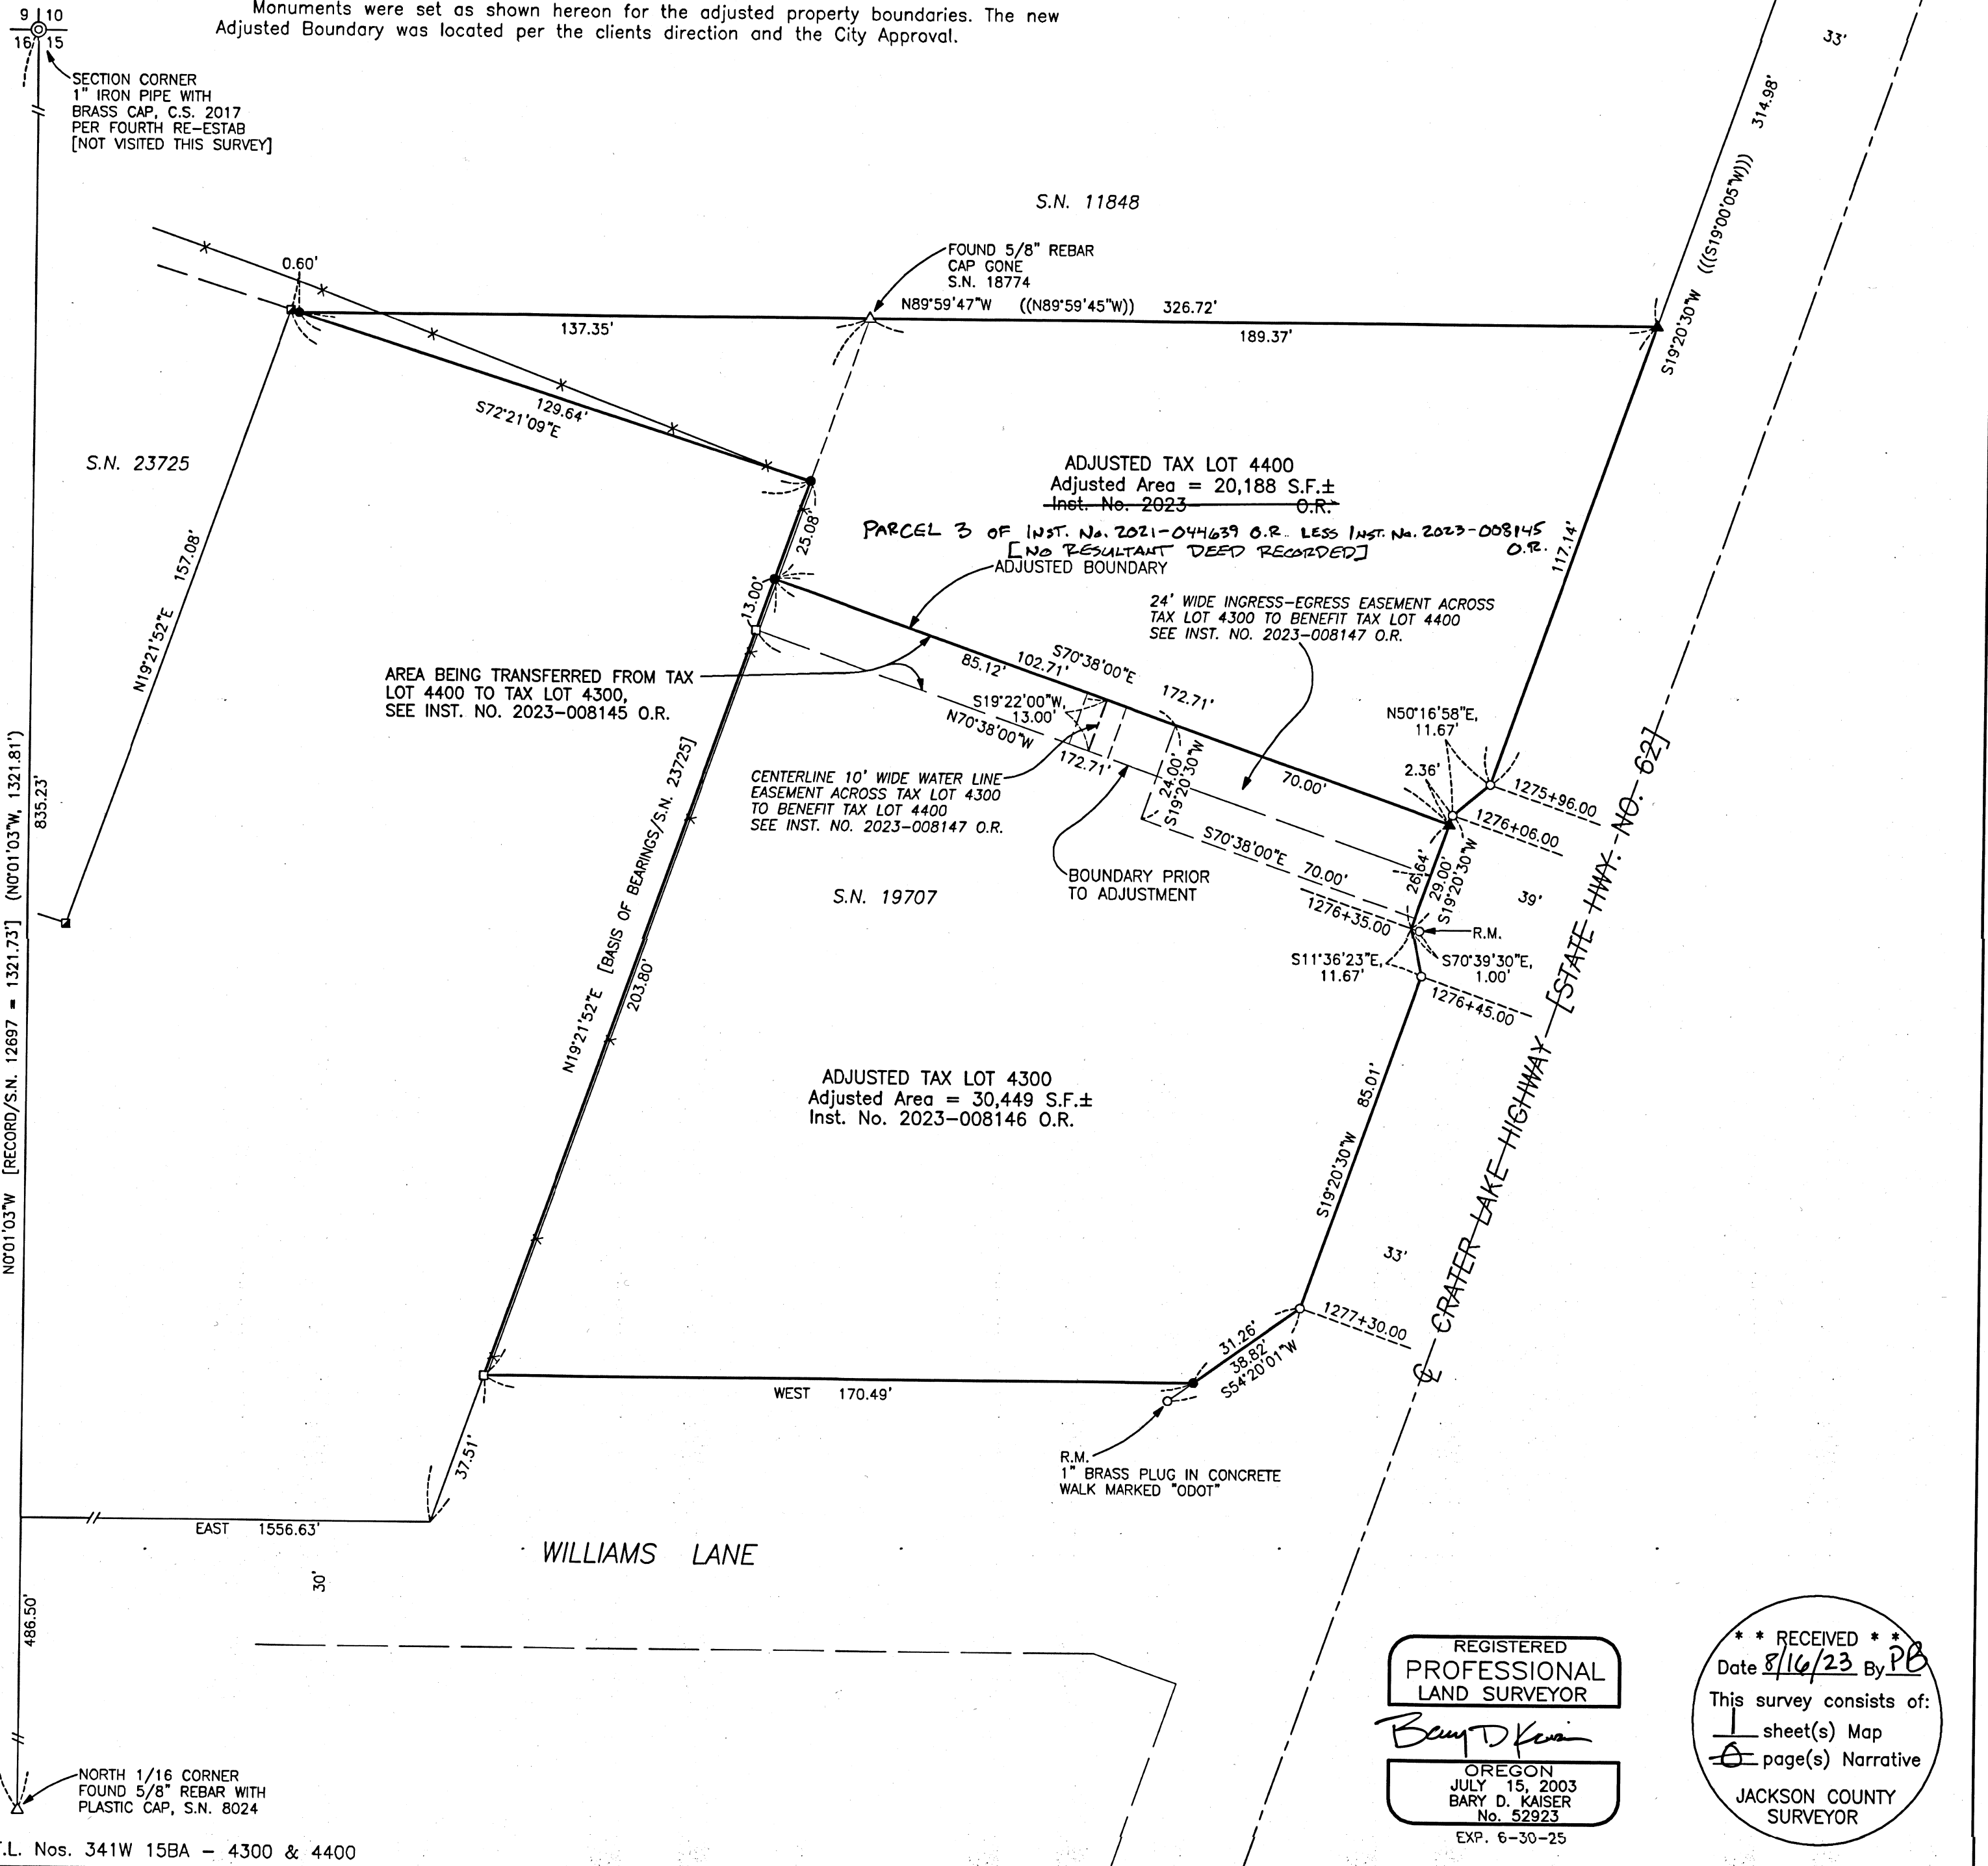 Monuments were set as shown hereon for the adjusted property boundaries. The new
Adjusted Boundary was located per the clients direction and the City Approval.
9 | 10
16 | 15
SECTION CORNER
1" IRON PIPE WITH
BRASS CAP, C.S. 2017
PER FOURTH RE-ESTAB
[NOT VISITED THIS SURVEY]
33'
314.98'
S19°20'30"W (((S19°00'05"W)))
S.N. 11848
FOUND 5/8" REBAR
CAP GONE
S.N. 18774
N89°59'47"W ((N89°59'45"W)) 326.72'
0.60'
137.35'
189.37'
129.64'
S72°21'09"E
S.N. 23725
157.08'
N19°21'52"E
ADJUSTED TAX LOT 4400
Adjusted Area = 20,188 S.F.±
Inst. No. 2023 O.R.
PARCEL 3 OF INST. No. 2021-044639 O.R. LESS INST. No. 2023-008145
O.R.
[NO RESULTANT DEED RECORDED]
117.14'
25.08'
13.00'
ADJUSTED BOUNDARY
24' WIDE INGRESS-EGRESS EASEMENT ACROSS
TAX LOT 4300 TO BENEFIT TAX LOT 4400
SEE INST. NO. 2023-008147 O.R.
AREA BEING TRANSFERRED FROM TAX
LOT 4400 TO TAX LOT 4300,
SEE INST. NO. 2023-008145 O.R.
85.12'
102.71'
S70°38'00"E
172.71'
S19°22'00"W,
13.00'
N70°38'00"W
172.71'
24.00'
S19°20'30"W
70.00'
N50°16'58"E,
11.67'
2.36'
1275+96.00
1276+06.00
CENTERLINE 10' WIDE WATER LINE
EASEMENT ACROSS TAX LOT 4300
TO BENEFIT TAX LOT 4400
SEE INST. NO. 2023-008147 O.R.
S70°38'00"E 70.00'
26.64'
29.00'
S19°20'30"W
BOUNDARY PRIOR
TO ADJUSTMENT
1276+35.00
39'
R.M.
S11°36'23"E,
11.67'
S70°39'30"E,
1.00'
1276+45.00
S.N. 19707
N19°21'52"E [BASIS OF BEARINGS/S.N. 23725]
203.80'
835.23'
N0°01'03"W [RECORD/S.N. 12697 = 1321.73'] (N0°01'03"W, 1321.81')
ADJUSTED TAX LOT 4300
Adjusted Area = 30,449 S.F.±
Inst. No. 2023-008146 O.R.
85.01'
S19°20'30"W
33'
CRATER LAKE HIGHWAY [STATE HWY. NO. 62]
1277+30.00
31.26'
38.82'
S54°20'01"W
WEST 170.49'
R.M.
1" BRASS PLUG IN CONCRETE
WALK MARKED "ODOT"
37.51'
EAST 1556.63'
WILLIAMS LANE
30'
486.50'
NORTH 1/16 CORNER
FOUND 5/8" REBAR WITH
PLASTIC CAP, S.N. 8024
T.L. Nos. 341W 15BA - 4300 & 4400
REGISTERED
PROFESSIONAL
LAND SURVEYOR
Bary D Kaiser
OREGON
JULY 15, 2003
BARY D. KAISER
No. 52923
EXP. 6-30-25
* * RECEIVED * *
Date 8/16/23 By PB
This survey consists of:
1 sheet(s) Map
0 page(s) Narrative
JACKSON COUNTY
SURVEYOR